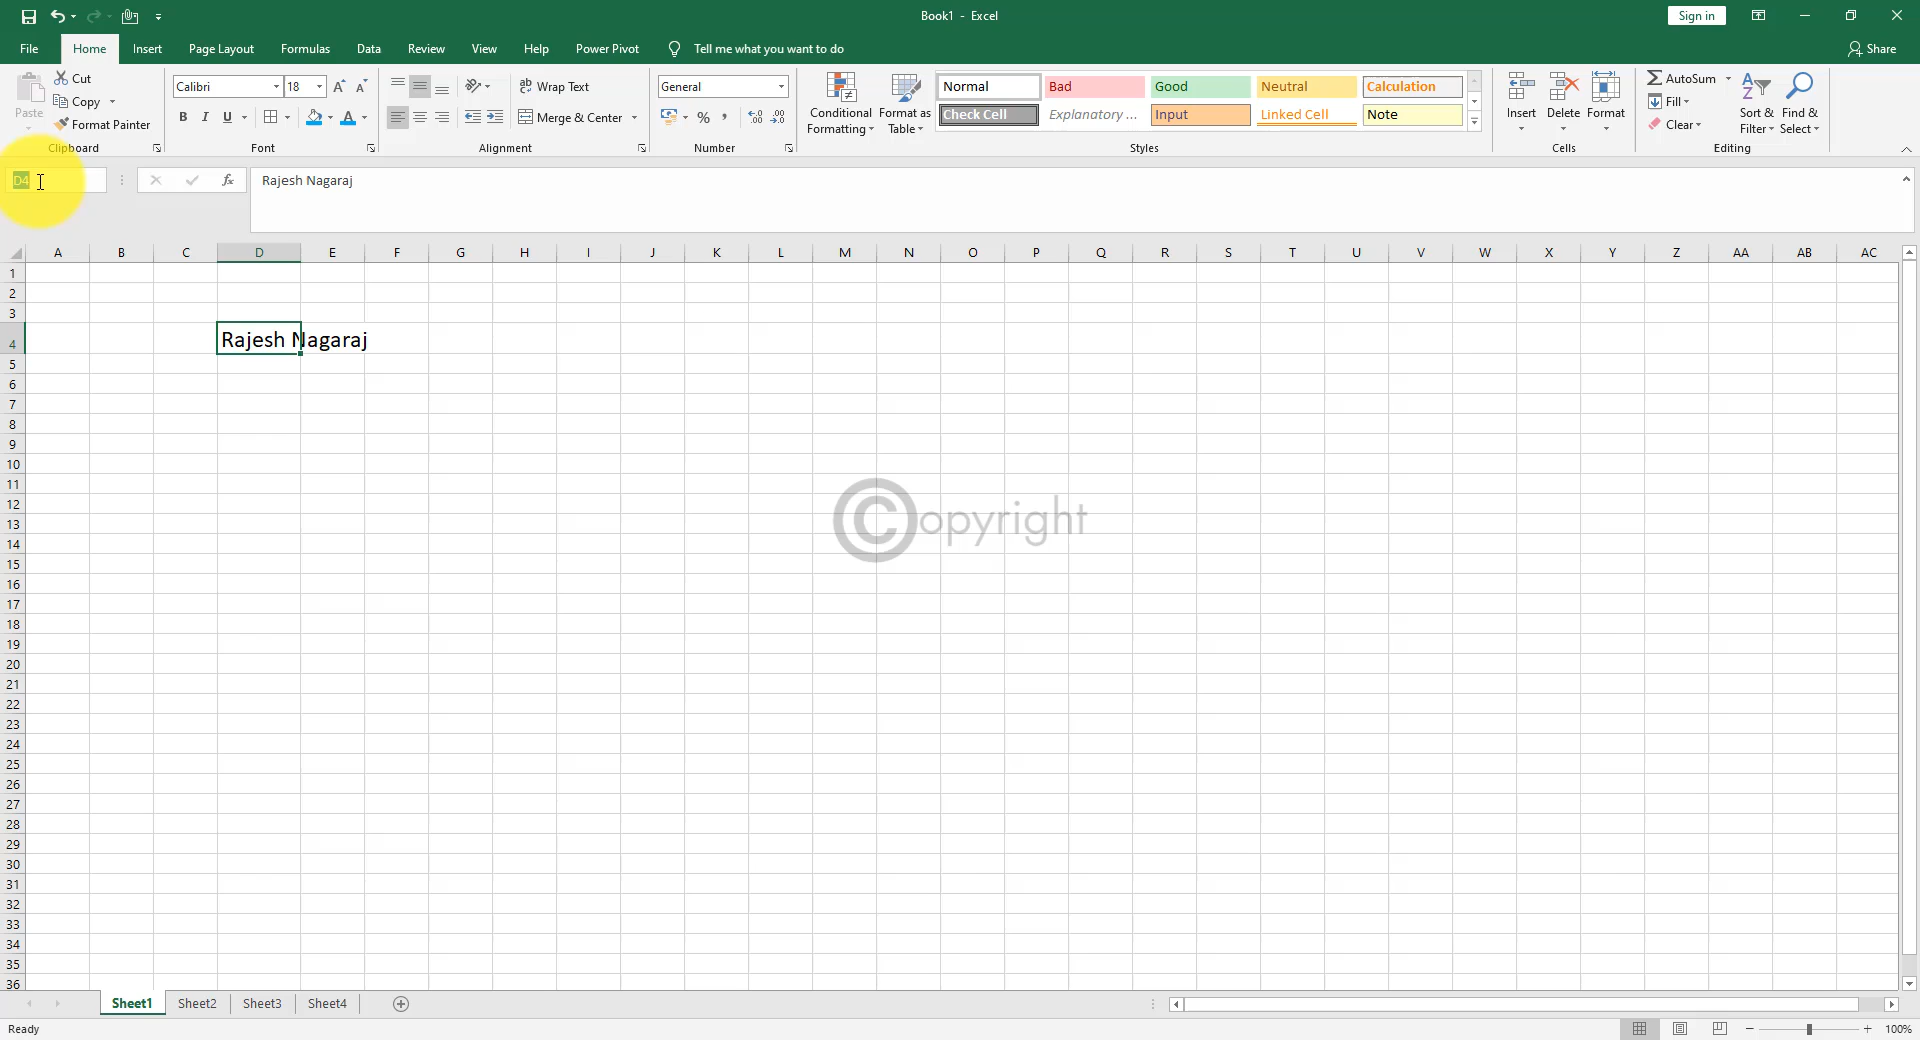 Book1 - Excel
Sign in
File Home Insert Page Layout Formulas Data Review View Help Power Pivot Tell me what you want to do Share
Paste
Cut
Copy
Format Painter
Clipboard
Calibri 18 A A
B I U A
Font
Wrap Text
Merge & Center
Alignment
General
% ,
Number
Conditional Formatting
Format as Table
Normal Bad Good Neutral Calculation
Check Cell Explanatory ... Input Linked Cell Note
Styles
Insert Delete Format
Cells
AutoSum
Fill
Clear
Sort & Filter
Find & Select
Editing
D4 fx Rajesh Nagaraj
A B C D E F G H I J K L M N O P Q R S T U V W X Y Z AA AB AC
1
2
3
4 Rajesh Nagaraj
5
6
7
8
9
10
11
12
13
14
15
16
17
18
19
20
21
22
23
24
25
26
27
28
29
30
31
32
33
34
35
36
©opyright
Sheet1 Sheet2 Sheet3 Sheet4
Ready
100%